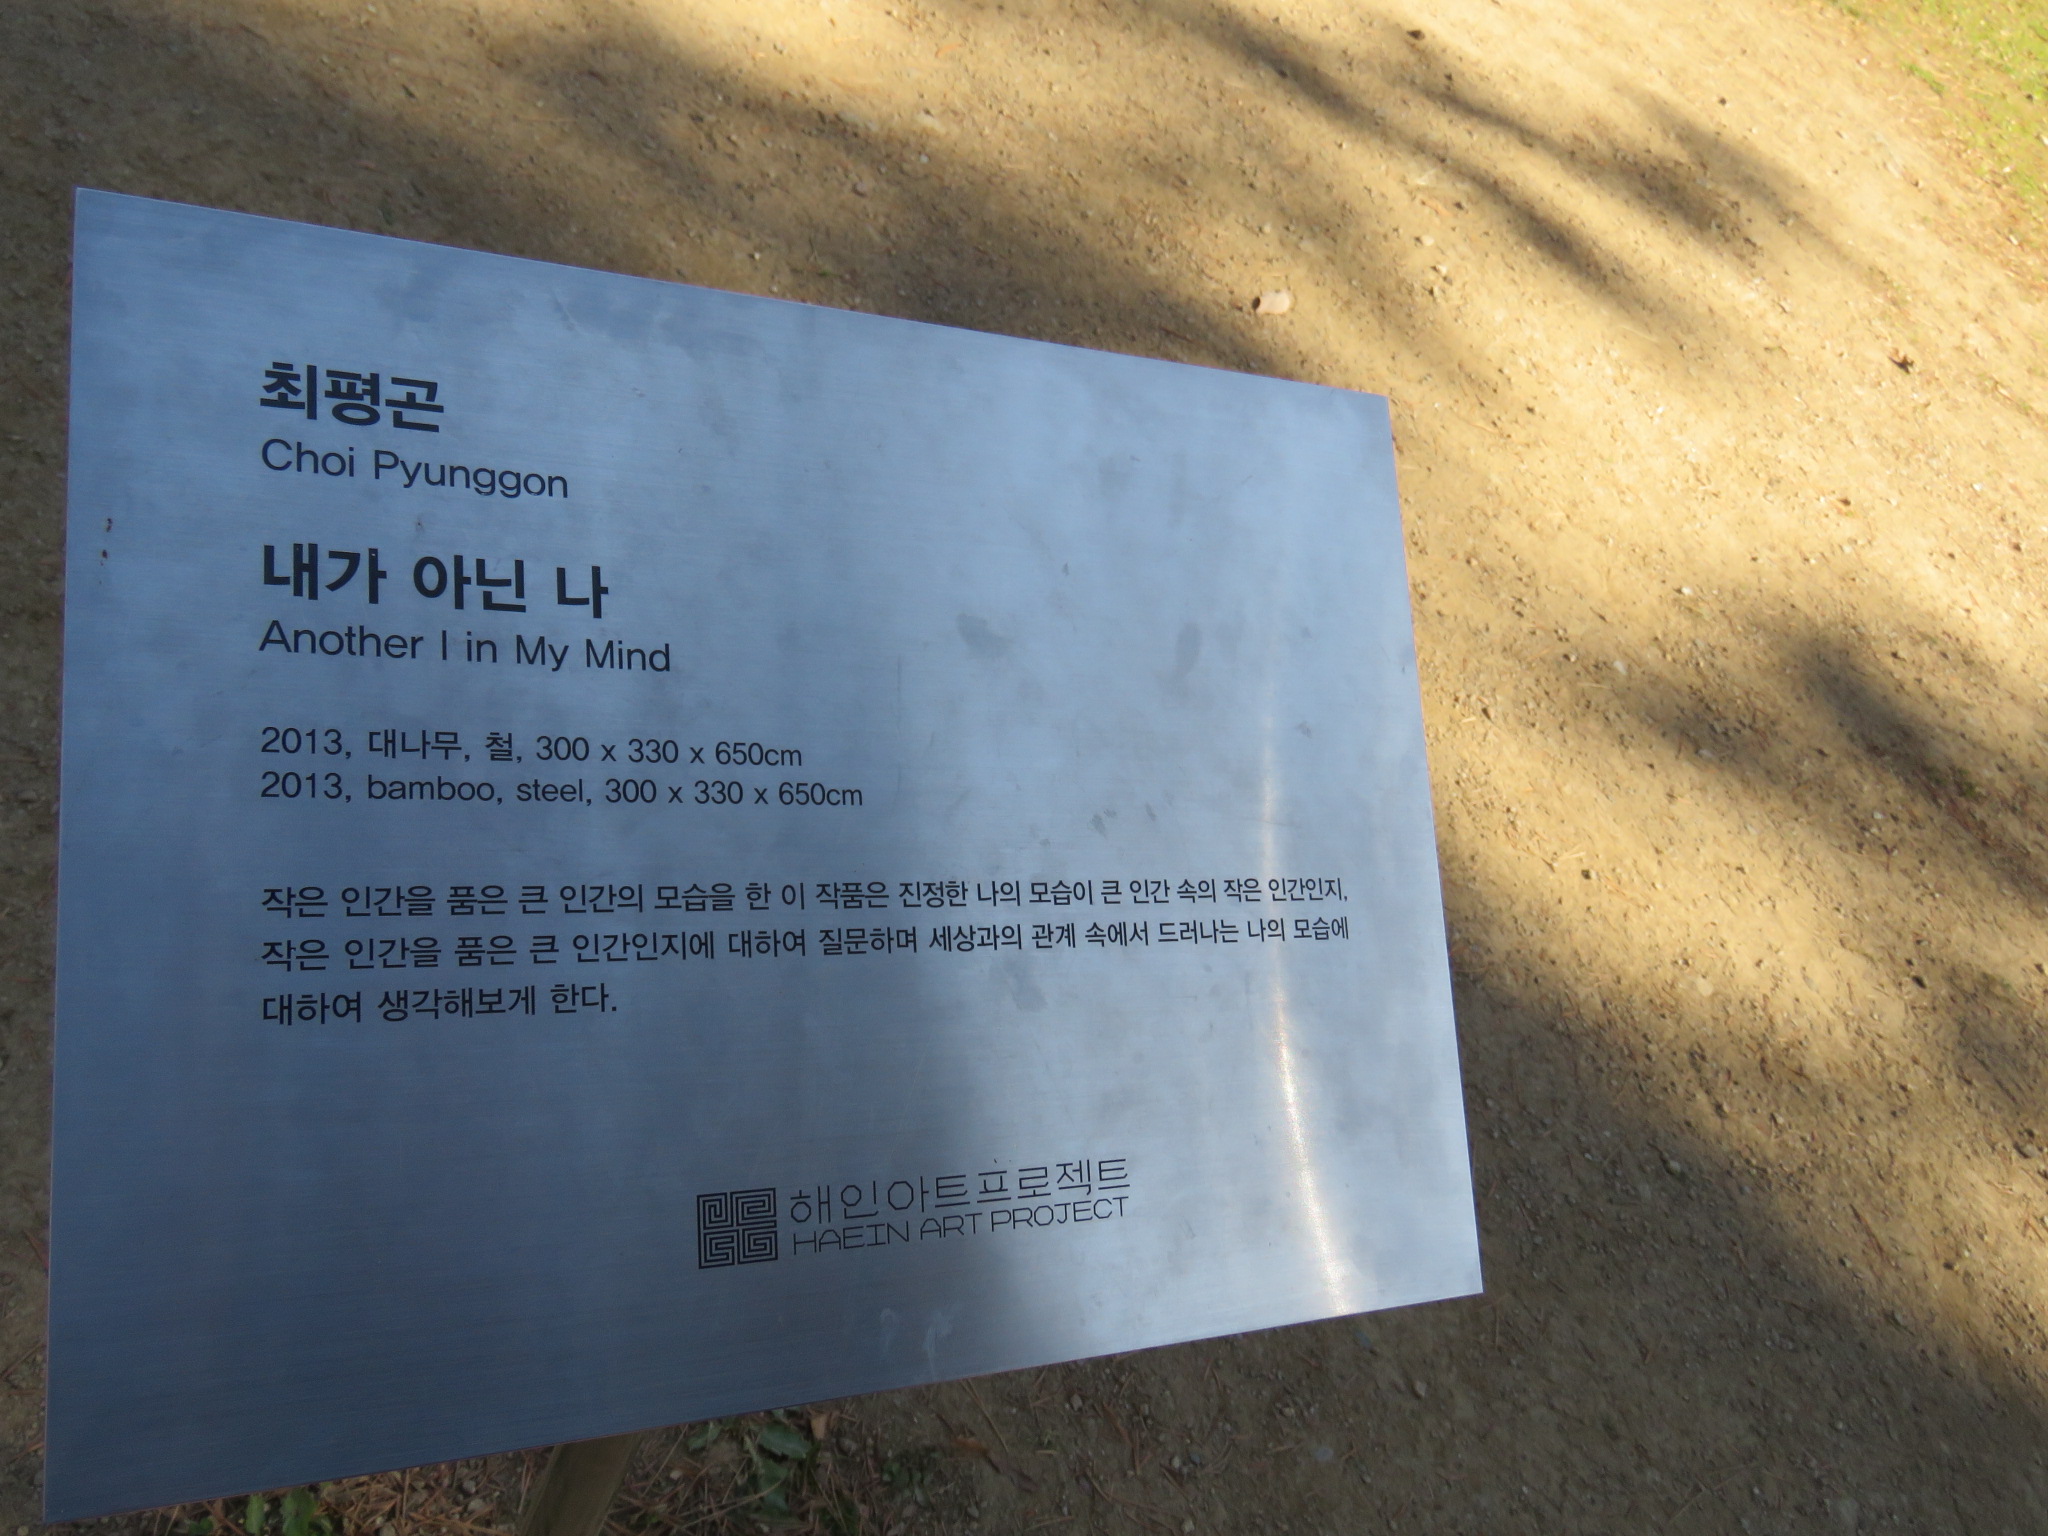 최평곤
Choi Pyunggon
내가 아닌 나
Another I in My Mind
2013, 대나무, 철, 300 x 330 x 650cm
2013, bamboo, steel, 300 x 330 x 650cm
작은 인간을 품은 큰 인간의 모습을 한 이 작품은 진정한 나의 모습이 큰 인간 속의 작은 인간인지,
작은 인간을 품은 큰 인간인지에 대하여 질문하며 세상과의 관계 속에서 드러나는 나의 모습에
대하여 생각해보게 한다.
해인아트프로젝트
HAEIN ART PROJECT